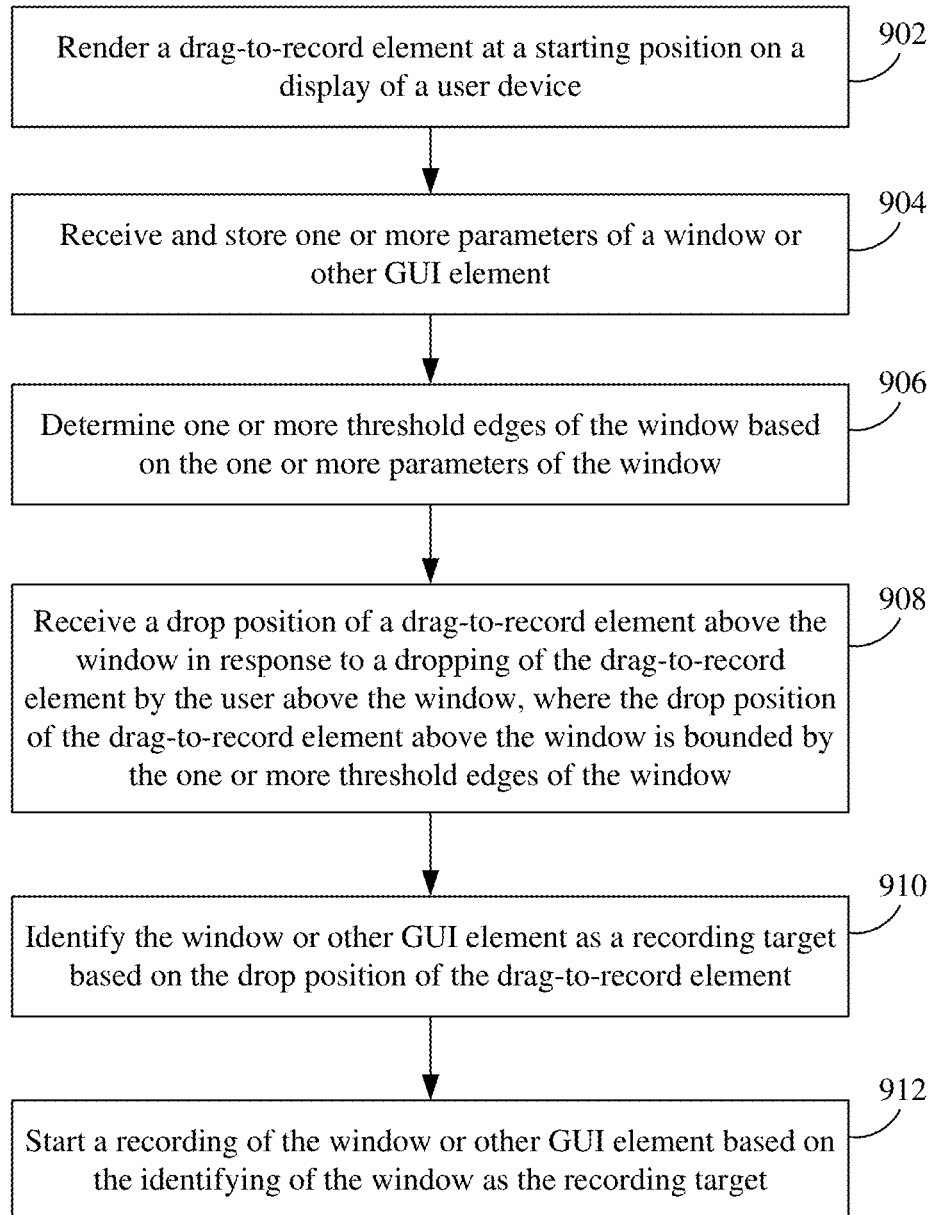 902
Render a drag-to-record element at a starting position on a
display of a user device
904
Receive and store one or more parameters of a window or
other GUI element
906
Determine one or more threshold edges of the window based
on the one or more parameters of the window
908
Receive a drop position of a drag-to-record element above the
window in response to a dropping of the drag-to-record
element by the user above the window, where the drop position
of the drag-to-record element above the window is bounded by
the one or more threshold edges of the window
910
Identify the window or other GUI element as a recording target
based on the drop position of the drag-to-record element
912
Start a recording of the window or other GUI element based on
the identifying of the window as the recording target